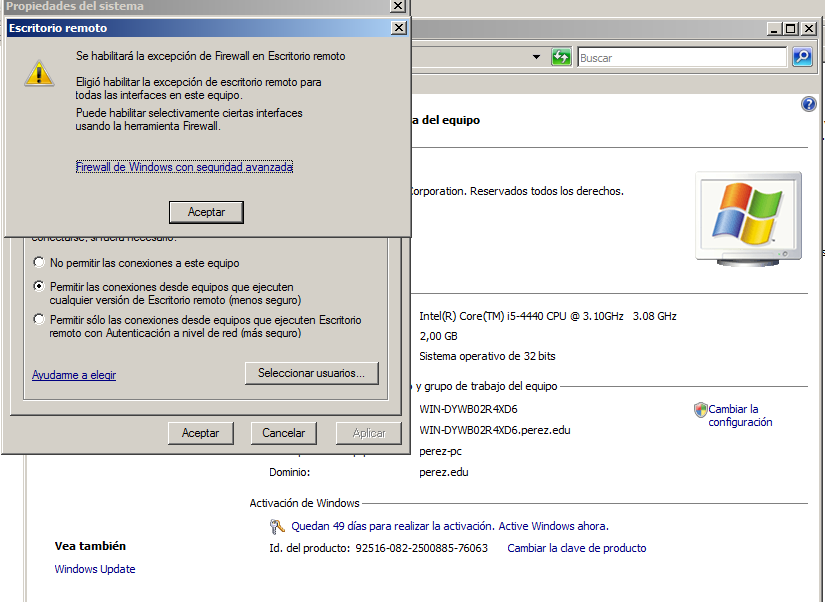 Propiedades del sistema
Escritorio remoto
Se habilitará la excepción de Firewall en Escritorio remoto
Eligió habilitar la excepción de escritorio remoto para
todas las interfaces en este equipo.
Puede habilitar selectivamente ciertas interfaces
usando la herramienta Firewall.
Firewall de Windows con seguridad avanzada
Aceptar
No permitir las conexiones a este equipo
Permitir las conexiones desde equipos que ejecuten
cualquier versión de Escritorio remoto (menos seguro)
Permitir sólo las conexiones desde equipos que ejecuten Escritorio
remoto con Autenticación a nivel de red (más seguro)
Ayudarme a elegir
Seleccionar usuarios...
Aceptar
Cancelar
Aplicar
Buscar
a del equipo
Corporation. Reservados todos los derechos.
Intel(R) Core(TM) i5-4440 CPU @ 3.10GHz 3.08 GHz
2,00 GB
Sistema operativo de 32 bits
y grupo de trabajo del equipo
WIN-DYWB02R4XD6
Cambiar la
configuración
WIN-DYWB02R4XD6.perez.edu
perez-pc
Dominio: perez.edu
Activación de Windows
Quedan 49 días para realizar la activación. Active Windows ahora.
Id. del producto: 92516-082-2500885-76063 Cambiar la clave de producto
Vea también
Windows Update